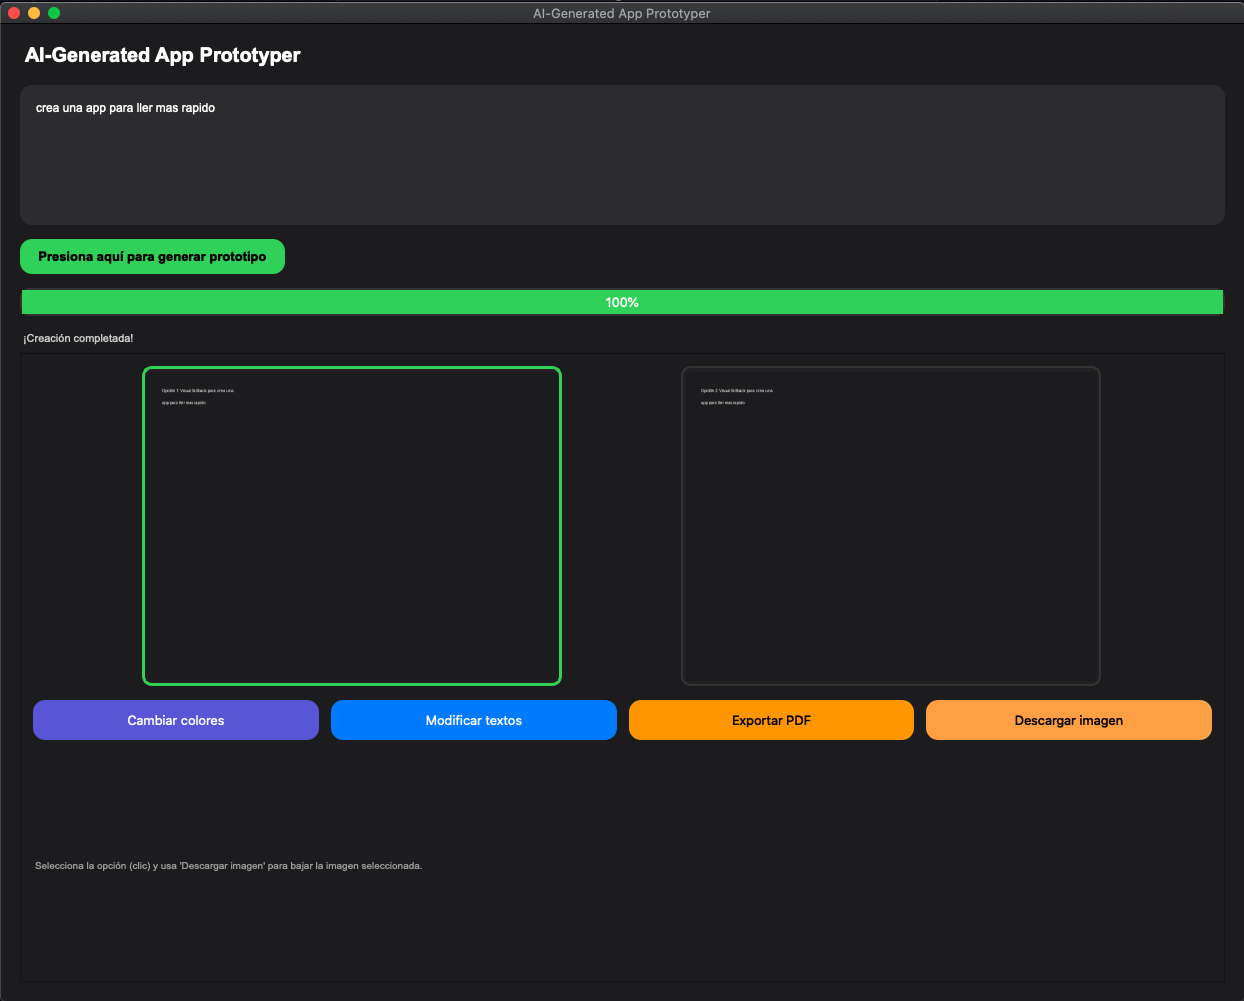 AI-Generated App Prototyper
AI-Generated App Prototyper
crea una app para ller mas rapido
Presiona aquí para generar prototipo
100%
¡Creación completada!
Opción 1 Visual fallback para crea una
app para ller mas rapido
Opción 2 Visual fallback para crea una
app para ller mas rapido
Cambiar colores
Modificar textos
Exportar PDF
Descargar imagen
Selecciona la opción (clic) y usa 'Descargar imagen' para bajar la imagen seleccionada.